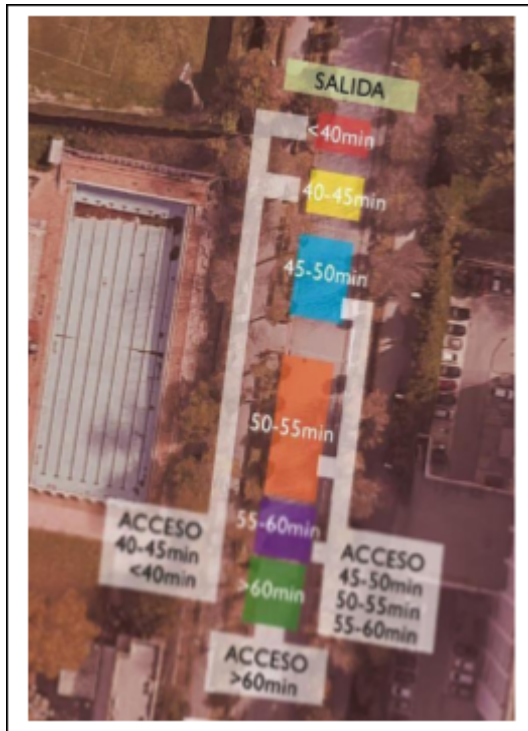 SALIDA
<40min
40-45min
45-50min
50-55min
55-60min
>60min
ACCESO
40-45min
<40min
ACCESO
45-50min
50-55min
55-60min
ACCESO
>60min